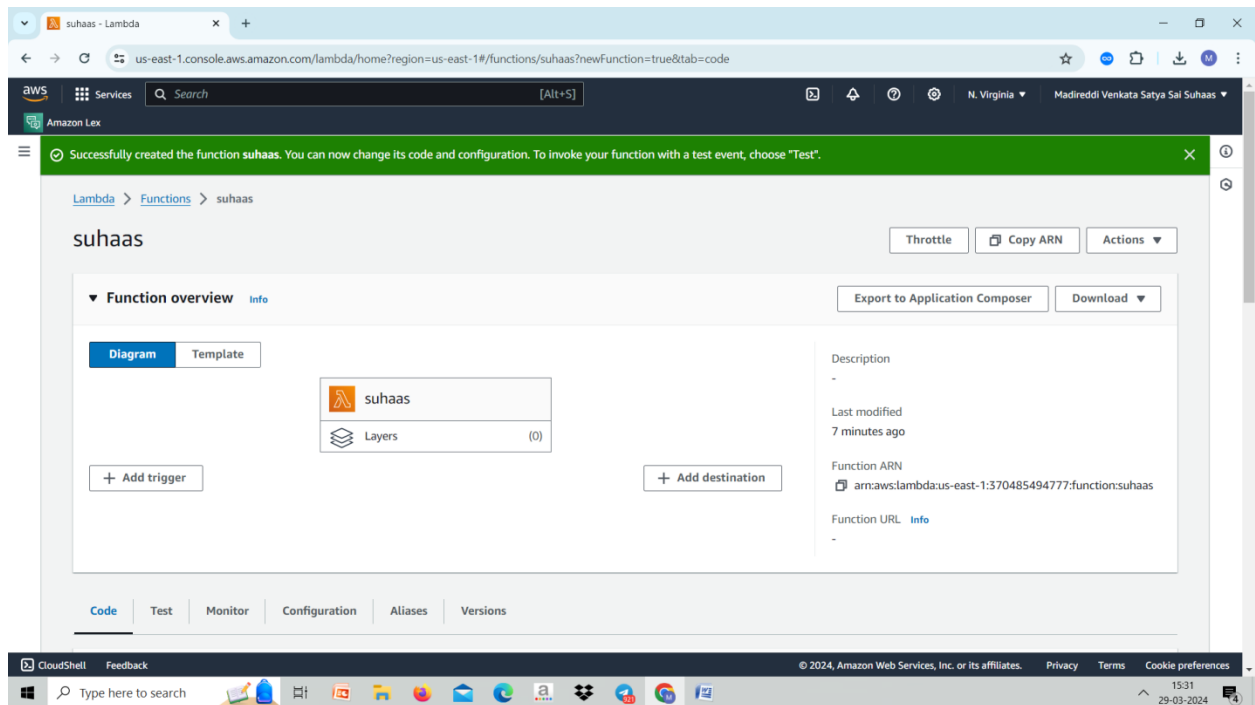 suhaas - Lambda
us-east-1.console.aws.amazon.com/lambda/home?region=us-east-1#/functions/suhaas?newFunction=true&tab=code
M
aws Services Search [Alt+S] N. Virginia Madireddi Venkata Satya Sai Suhaas
Amazon Lex
Successfully created the function suhaas. You can now change its code and configuration. To invoke your function with a test event, choose "Test".
Lambda > Functions > suhaas
suhaas
Throttle Copy ARN Actions
Function overview Info
Export to Application Composer Download
Diagram Template
suhaas
Layers (0)
+ Add trigger
+ Add destination
Description
-
Last modified
7 minutes ago
Function ARN
arn:aws:lambda:us-east-1:370485494777:function:suhaas
Function URL Info
-
Code Test Monitor Configuration Aliases Versions
CloudShell Feedback © 2024, Amazon Web Services, Inc. or its affiliates. Privacy Terms Cookie preferences
Type here to search
15:31
29-03-2024